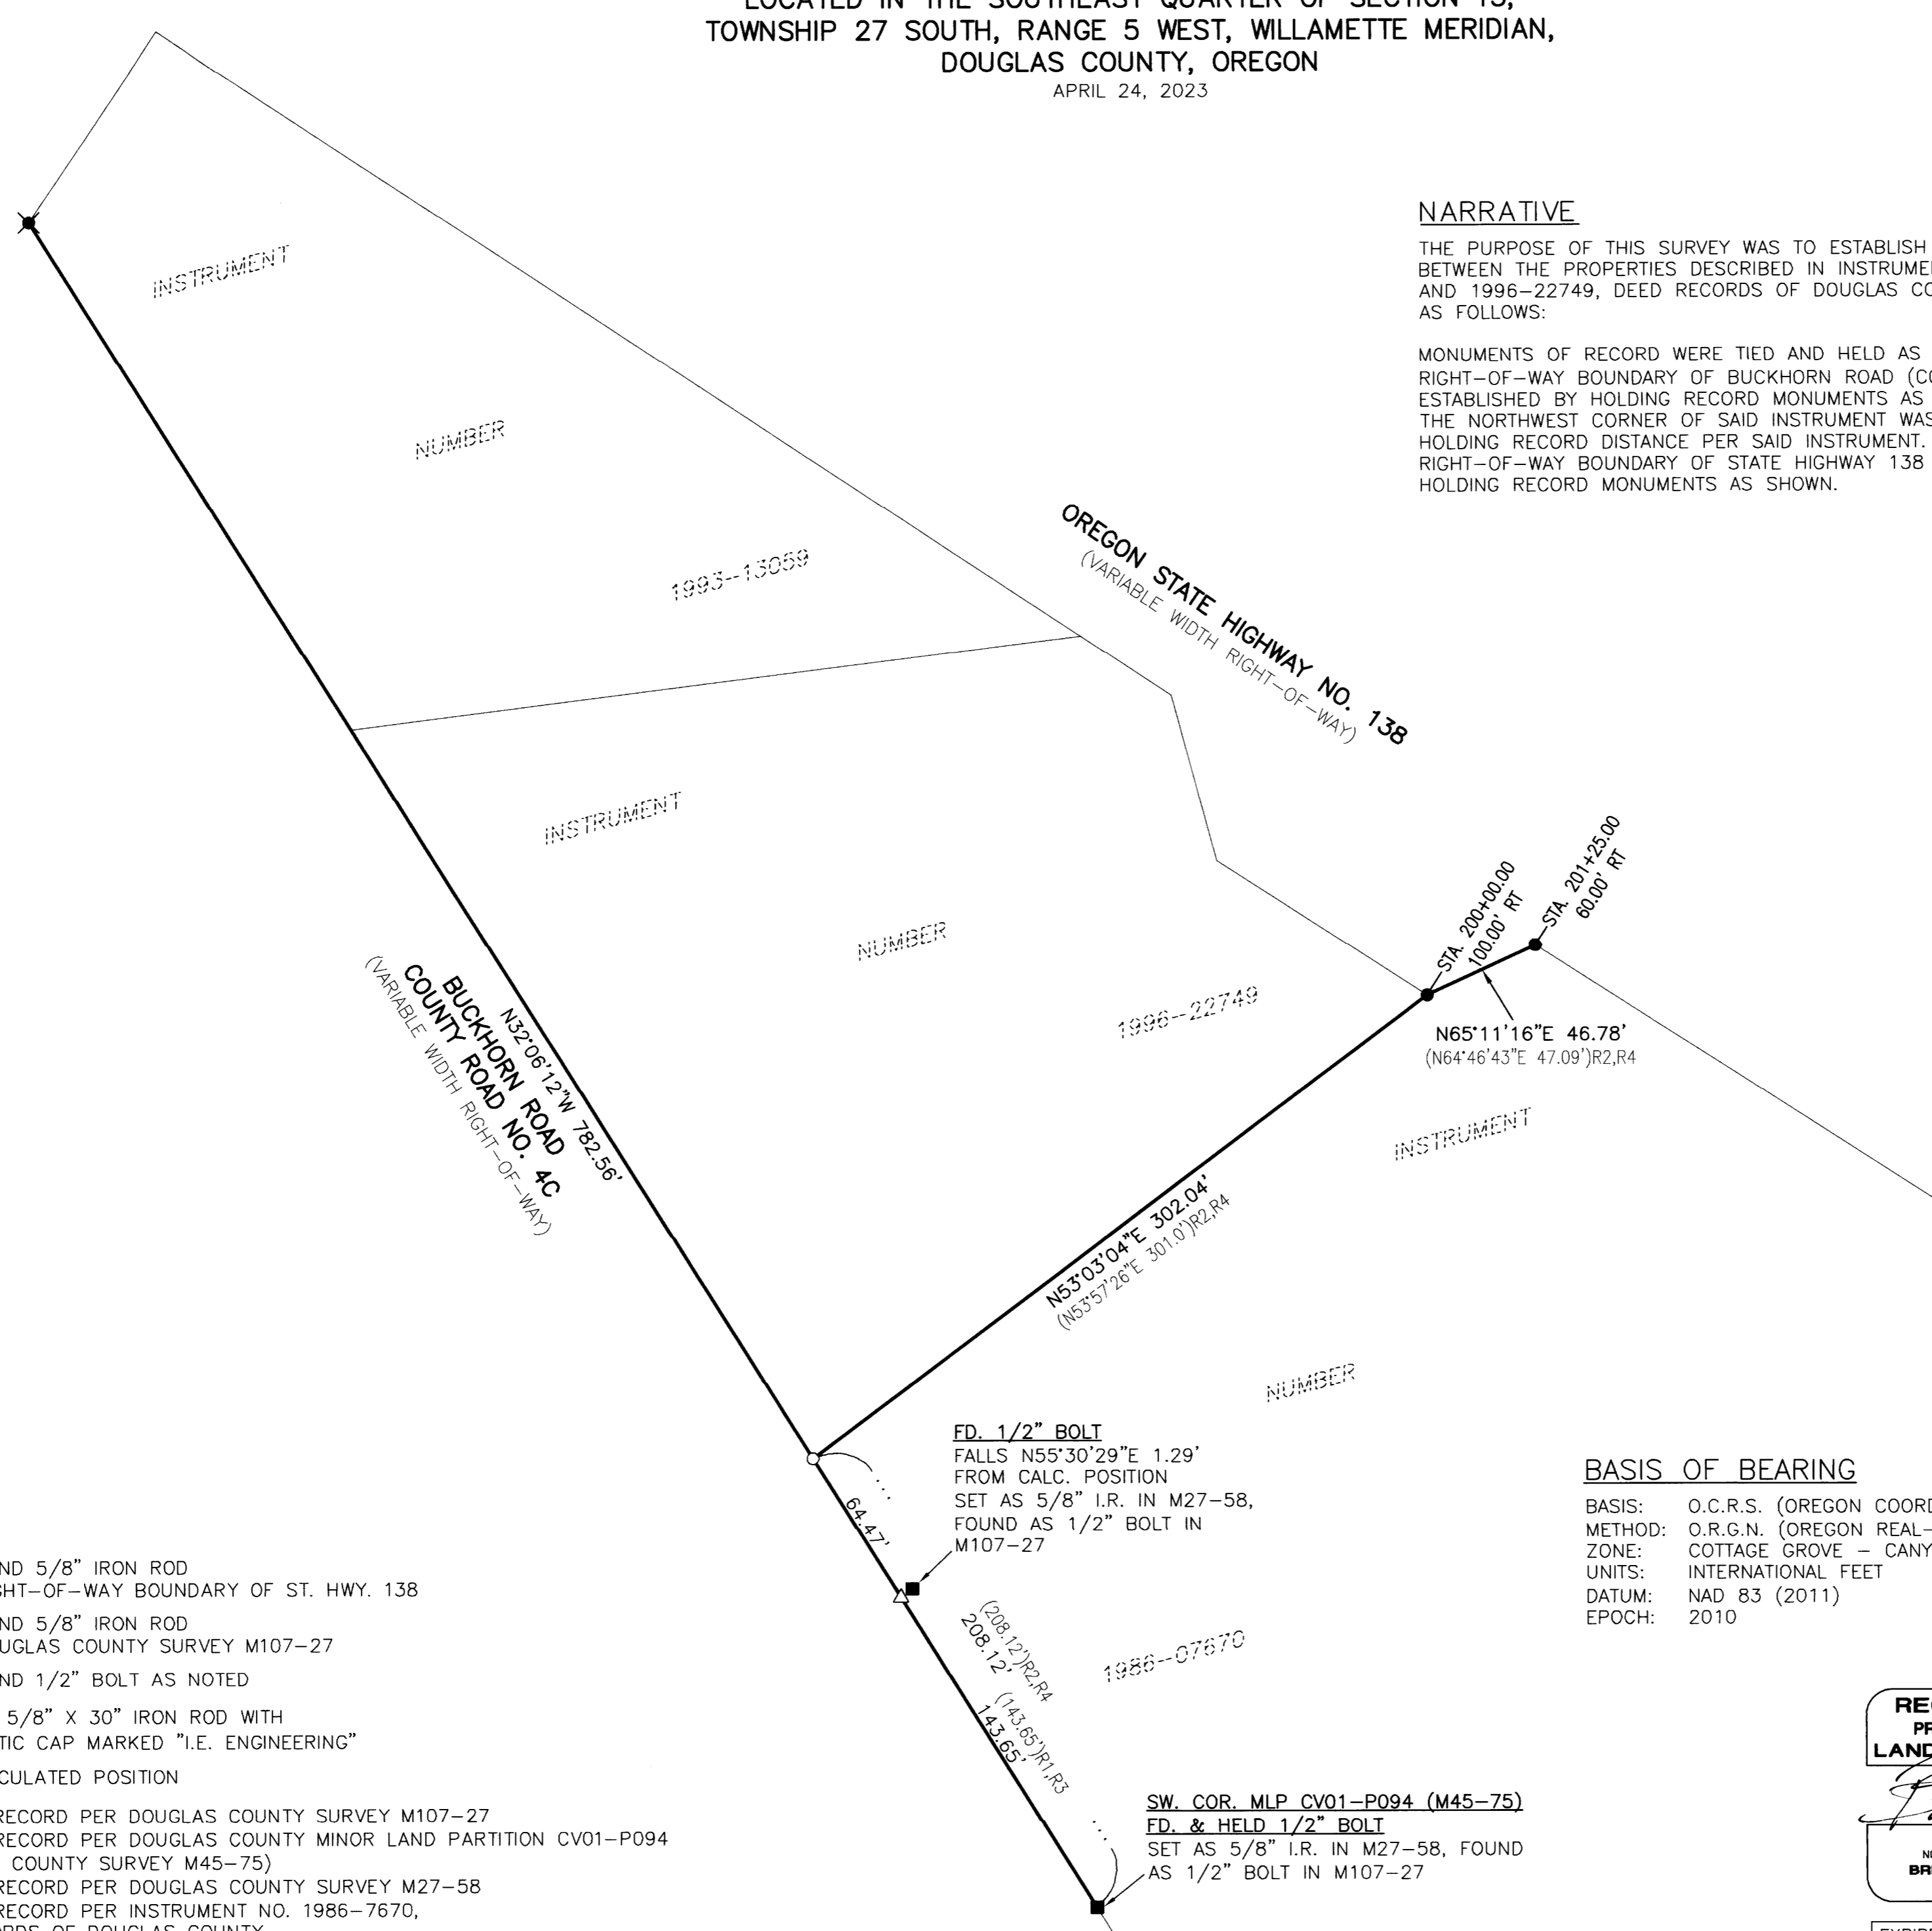 TOWNSHIP 27 SOUTH, RANGE 5 WEST, WILLAMETTE MERIDIAN,
DOUGLAS COUNTY, OREGON
APRIL 24, 2023
NARRATIVE
THE PURPOSE OF THIS SURVEY WAS TO ESTABLISH
BETWEEN THE PROPERTIES DESCRIBED IN INSTRUME
AND 1996-22749, DEED RECORDS OF DOUGLAS CO
AS FOLLOWS:
MONUMENTS OF RECORD WERE TIED AND HELD AS
RIGHT-OF-WAY BOUNDARY OF BUCKHORN ROAD (CO
ESTABLISHED BY HOLDING RECORD MONUMENTS AS
THE NORTHWEST CORNER OF SAID INSTRUMENT WAS
HOLDING RECORD DISTANCE PER SAID INSTRUMENT.
RIGHT-OF-WAY BOUNDARY OF STATE HIGHWAY 138
HOLDING RECORD MONUMENTS AS SHOWN.
INSTRUMENT
NUMBER
1993-13059
OREGON STATE HIGHWAY NO. 138
(VARIABLE WIDTH RIGHT-OF-WAY)
INSTRUMENT
NUMBER
1996-22749
STA. 200+00.00
100.00' RT
STA. 201+25.00
60.00' RT
N65°11'16"E 46.78'
(N64°46'43"E 47.09')R2,R4
N32°06'12"W 782.56'
BUCKHORN ROAD
COUNTY ROAD NO. 4C
(VARIABLE WIDTH RIGHT-OF-WAY)
N53°03'04"E 302.04'
(N53°57'26"E 301.0')R2,R4
INSTRUMENT
NUMBER
1986-07670
FD. 1/2" BOLT
FALLS N55°30'29"E 1.29'
FROM CALC. POSITION
SET AS 5/8" I.R. IN M27-58,
FOUND AS 1/2" BOLT IN
M107-27
64.47'
(208.12')R2,R4
208.12'
(143.65')R1,R3
143.65'
SW. COR. MLP CV01-P094 (M45-75)
FD. & HELD 1/2" BOLT
SET AS 5/8" I.R. IN M27-58, FOUND
AS 1/2" BOLT IN M107-27
BASIS OF BEARING
BASIS: O.C.R.S. (OREGON COORD
METHOD: O.R.G.N. (OREGON REAL-
ZONE: COTTAGE GROVE - CANY
UNITS: INTERNATIONAL FEET
DATUM: NAD 83 (2011)
EPOCH: 2010
ND 5/8" IRON ROD
GHT-OF-WAY BOUNDARY OF ST. HWY. 138
ND 5/8" IRON ROD
UGLAS COUNTY SURVEY M107-27
ND 1/2" BOLT AS NOTED
5/8" X 30" IRON ROD WITH
TIC CAP MARKED "I.E. ENGINEERING"
CULATED POSITION
RECORD PER DOUGLAS COUNTY SURVEY M107-27
RECORD PER DOUGLAS COUNTY MINOR LAND PARTITION CV01-P094
COUNTY SURVEY M45-75)
RECORD PER DOUGLAS COUNTY SURVEY M27-58
RECORD PER INSTRUMENT NO. 1986-7670,
LAND